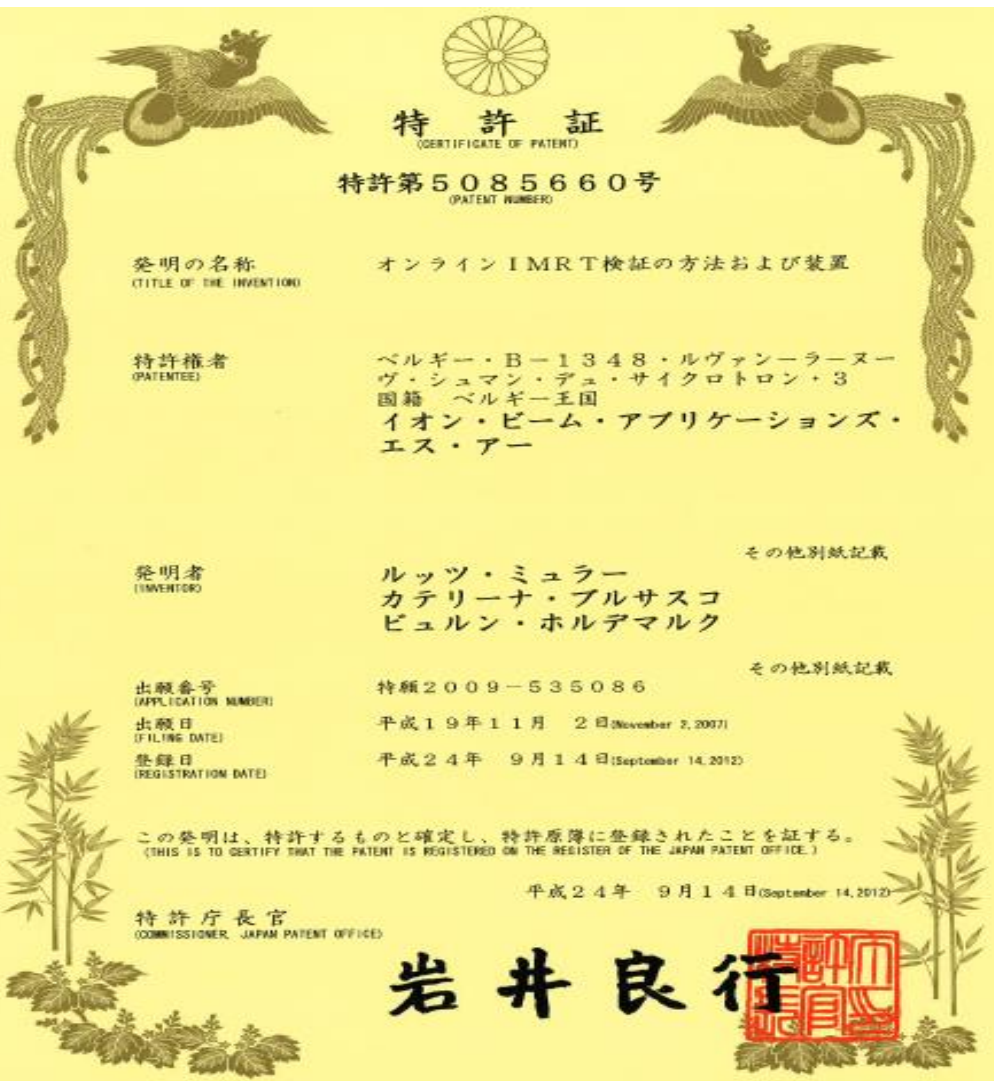 特許証
(CERTIFICATE OF PATENT)
特許第5085660号
(PATENT NUMBER)
発明の名称
(TITLE OF THE INVENTION)
オンラインIMRT検証の方法および装置
特許権者
(PATENTEE)
ベルギー・B-1348・ルヴァン-ラ-ヌー
ヴ・シュマン・デュ・サイクロトロン・3
国籍 ベルギー王国
イオン・ビーム・アプリケーションズ・
エス・アー
その他別紙記載
発明者
(INVENTOR)
ルッツ・ミュラー
カテリーナ・ブルサスコ
ビュルン・ホルデマルク
その他別紙記載
出願番号
(APPLICATION NUMBER)
特願2009-535086
出願日
(FILING DATE)
平成19年11月 2日(November 2,2007)
登録日
(REGISTRATION DATE)
平成24年 9月14日(September 14,2012)
この発明は、特許するものと確定し、特許原簿に登録されたことを証する。
(THIS IS TO CERTIFY THAT THE PATENT IS REGISTERED ON THE REGISTER OF THE JAPAN PATENT OFFICE.)
平成24年 9月14日(September 14,2012)
特許庁長官
(COMMISSIONER, JAPAN PATENT OFFICE)
岩井良行